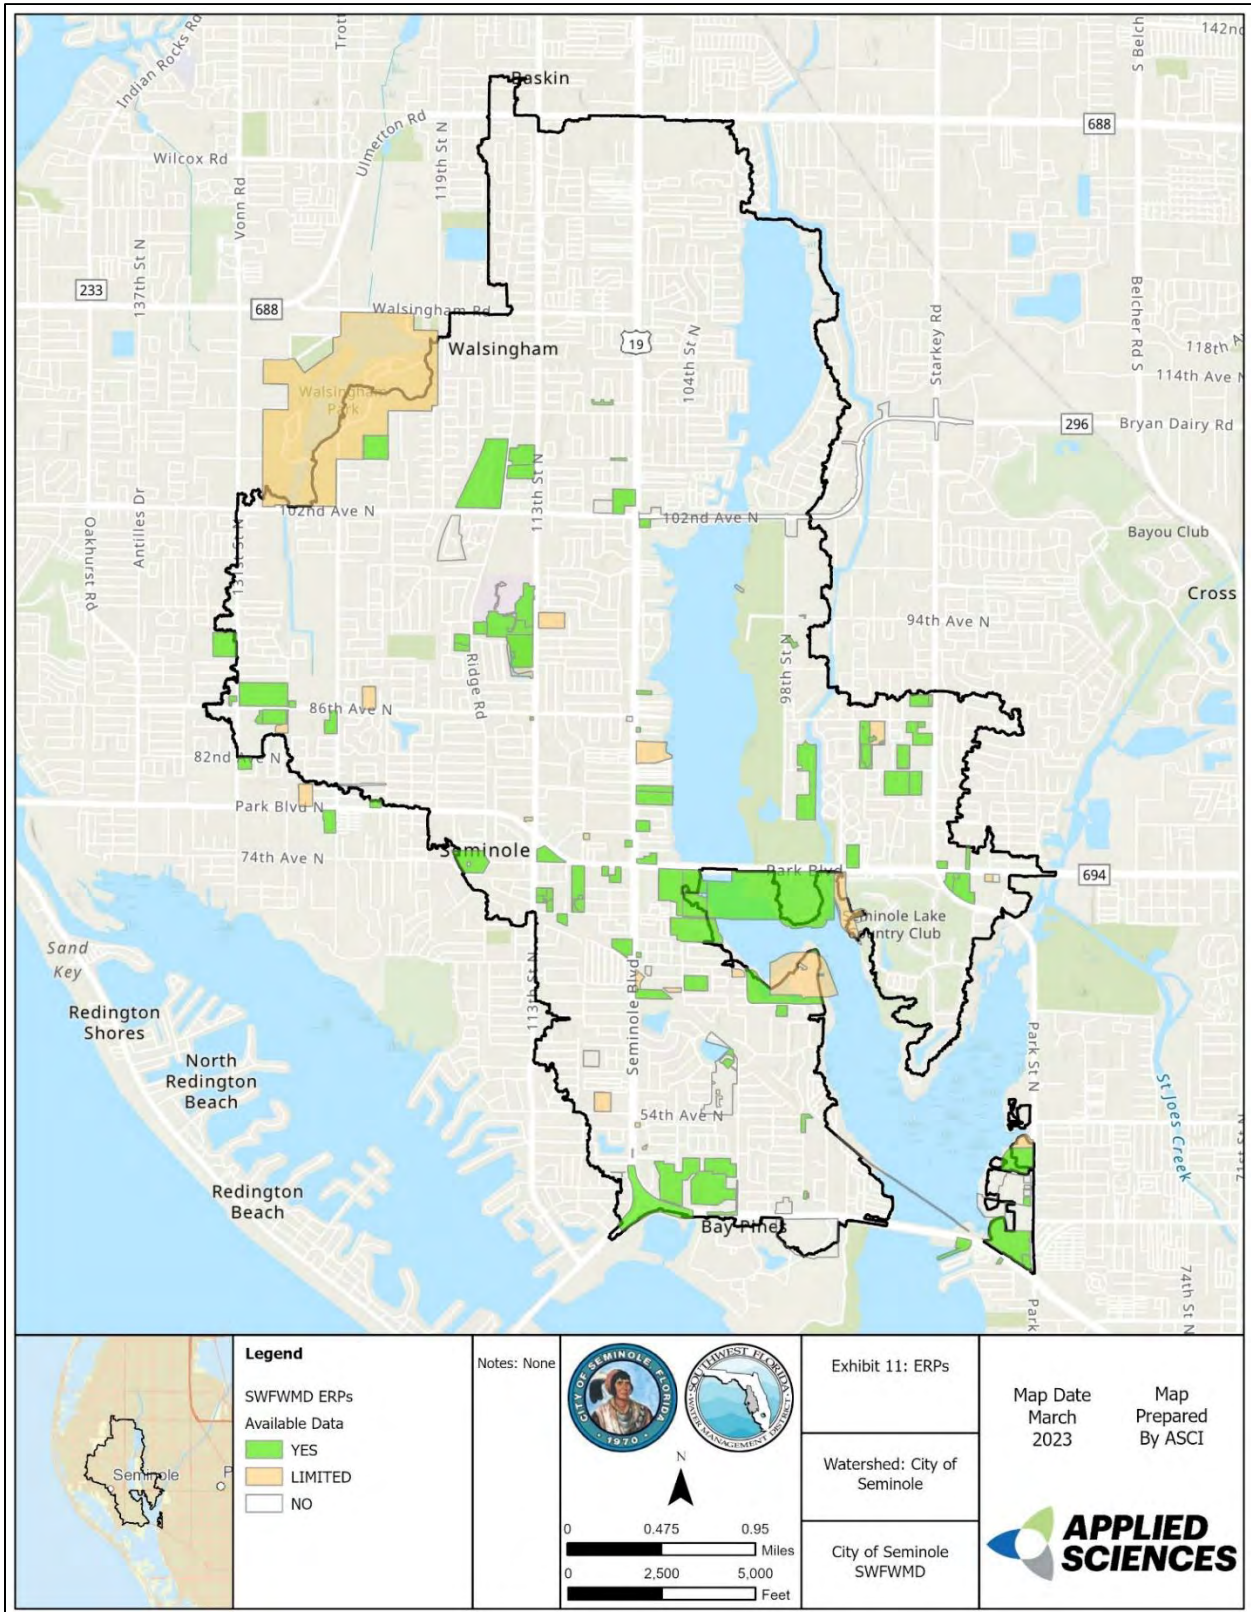 142nd
Trott
Indian Rocks Rd
S Belch
Baskin
688
Ulmerton Rd
119th St N
Wilcox Rd
Vonn Rd
137th St N
233
688
Walsingham Rd
Belcher Rd S
Walsingham
19
104th St N
Starkey Rd
118th A
114th Ave N
Walsingham
Park
296
Bryan Dairy Rd
113th St N
Antilles Dr
102nd Ave N
102nd Ave N
Oakhurst Rd
131st St N
Bayou Club
Cross
94th Ave N
98th St N
Ridge Rd
86th Ave N
82nd Ave N
Park Blvd N
74th Ave N
Seminole
Park Blvd
694
Seminole Lake
Country Club
Sand
Key
Redington
Shores
113th St N
Seminole Blvd
North
Redington
Beach
Park St N
St Joes Creek
54th Ave N
71st N
Redington
Beach
Bay Pines
74th St N
Park
Seminole
P
Legend
SWFWMD ERPs
Available Data
YES
LIMITED
NO
Notes: None
CITY OF SEMINOLE, FLORIDA
• 1970 •
SOUTHWEST FLORIDA
WATER MANAGEMENT DISTRICT
N
0 0.475 0.95
Miles
0 2,500 5,000
Feet
Exhibit 11: ERPs
Watershed: City of
Seminole
City of Seminole
SWFWMD
Map Date
March
2023
Map
Prepared
By ASCI
APPLIED
SCIENCES